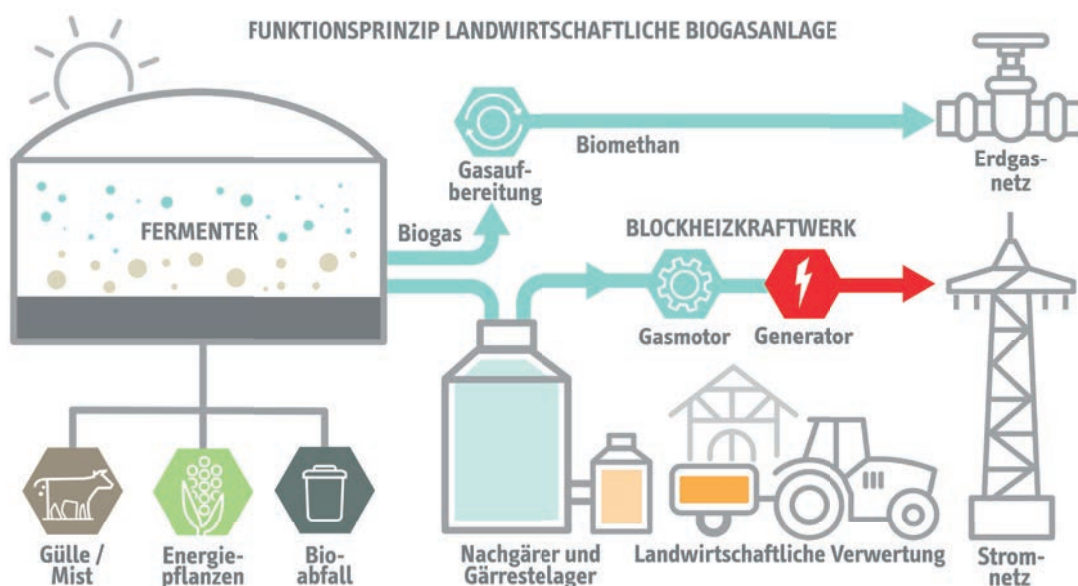 FUNKTIONSPRINZIP LANDWIRTSCHAFTLICHE BIOGASANLAGE
Gasauf-
bereitung
Biomethan
Erdgas-
netz
FERMENTER
Biogas
BLOCKHEIZKRAFTWERK
Gasmotor
Generator
Gülle /
Mist
Energie-
pflanzen
Bio-
abfall
Nachgärer und
Gärrestelager
Landwirtschaftliche Verwertung
Strom-
netz